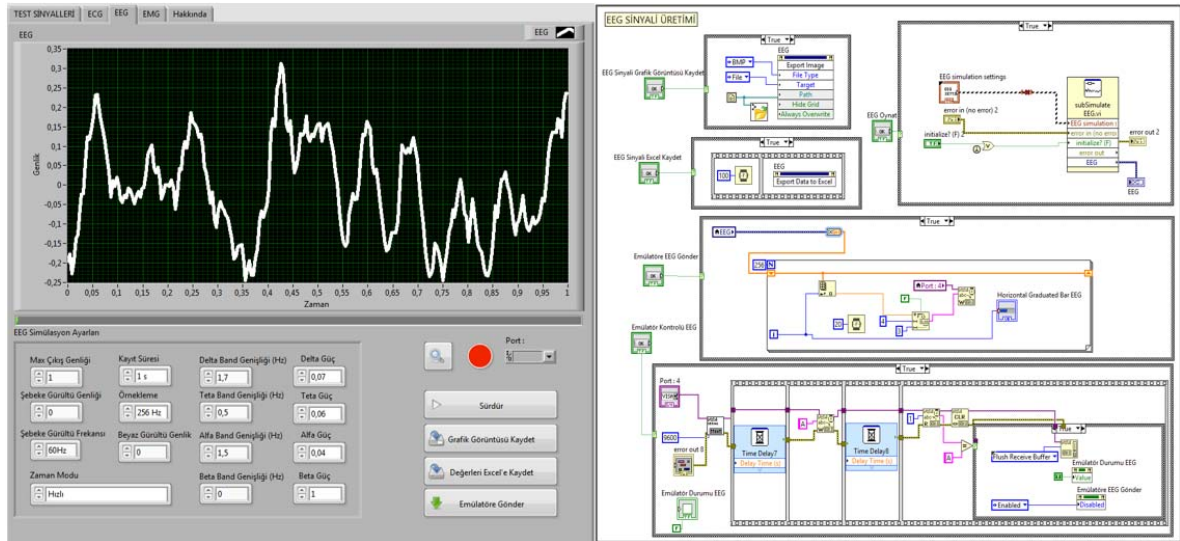 TEST SİNYALLERİ ECG EEG EMG Hakkında
EEG
EEG
Genlik
0,35
0,3
0,25
0,2
0,15
0,1
0,05
0
-0,05
-0,1
-0,15
-0,2
-0,25
0 0,05 0,1 0,15 0,2 0,25 0,3 0,35 0,4 0,45 0,5 0,55 0,6 0,65 0,7 0,75 0,8 0,85 0,9 0,95 1
Zaman
EEG Simülasyon Ayarları
Max Çıkış Genliği
1
Kayıt Süresi
1 s
Delta Band Genişliği (Hz)
1,7
Delta Güç
0,07
Şebeke Gürültü Genliği
0
Örnekleme
256 Hz
Teta Band Genişliği (Hz)
0,5
Teta Güç
0,06
Şebeke Gürültü Frekansı
60Hz
Beyaz Gürültü Genlik
0
Alfa Band Genişliği (Hz)
1,5
Alfa Güç
0,04
Zaman Modu
Hızlı
Beta Band Genişliği (Hz)
0
Beta Güç
1
Port :
Sürdür
Grafik Görüntüsü Kaydet
Değerleri Excel'e Kaydet
Emülatöre Gönder
EEG SİNYALİ ÜRETİMİ
EEG Sinyali Grafik Görüntüsü Kaydet
OK
True
BMP
File
EEG
Export Image
File Type
Target
Path
Hide Grid
Always Overwrite
EEG Sinyali Excel Kaydet
OK
True
100
EEG
Export Data to Excel
EEG Oynat
OK
True
EEG simulation settings
error in (no error) 2
initialize? (F) 2
TF
subSimulate
EEG.vi
EEG simulation s
error in (no erro
initialize? (F)
error out
EEG
error out 2
EEG
Emülatöre EEG Gönder
OK
True
EEG
256 N
Port : 4
F
20
4
i
Horizontal Graduated Bar EEG
Emülatör Kontrolü EEG
OK
True
Port : 4
9600
error out 8
Emülatör Durumu EEG
F
Time Delay7
Delay Time (s)
A
Time Delay8
Delay Time (s)
1
A
True
Flush Receive Buffer
Emülatör Durumu EEG
Value
Emülatöre EEG Gönder
Enabled
Disabled